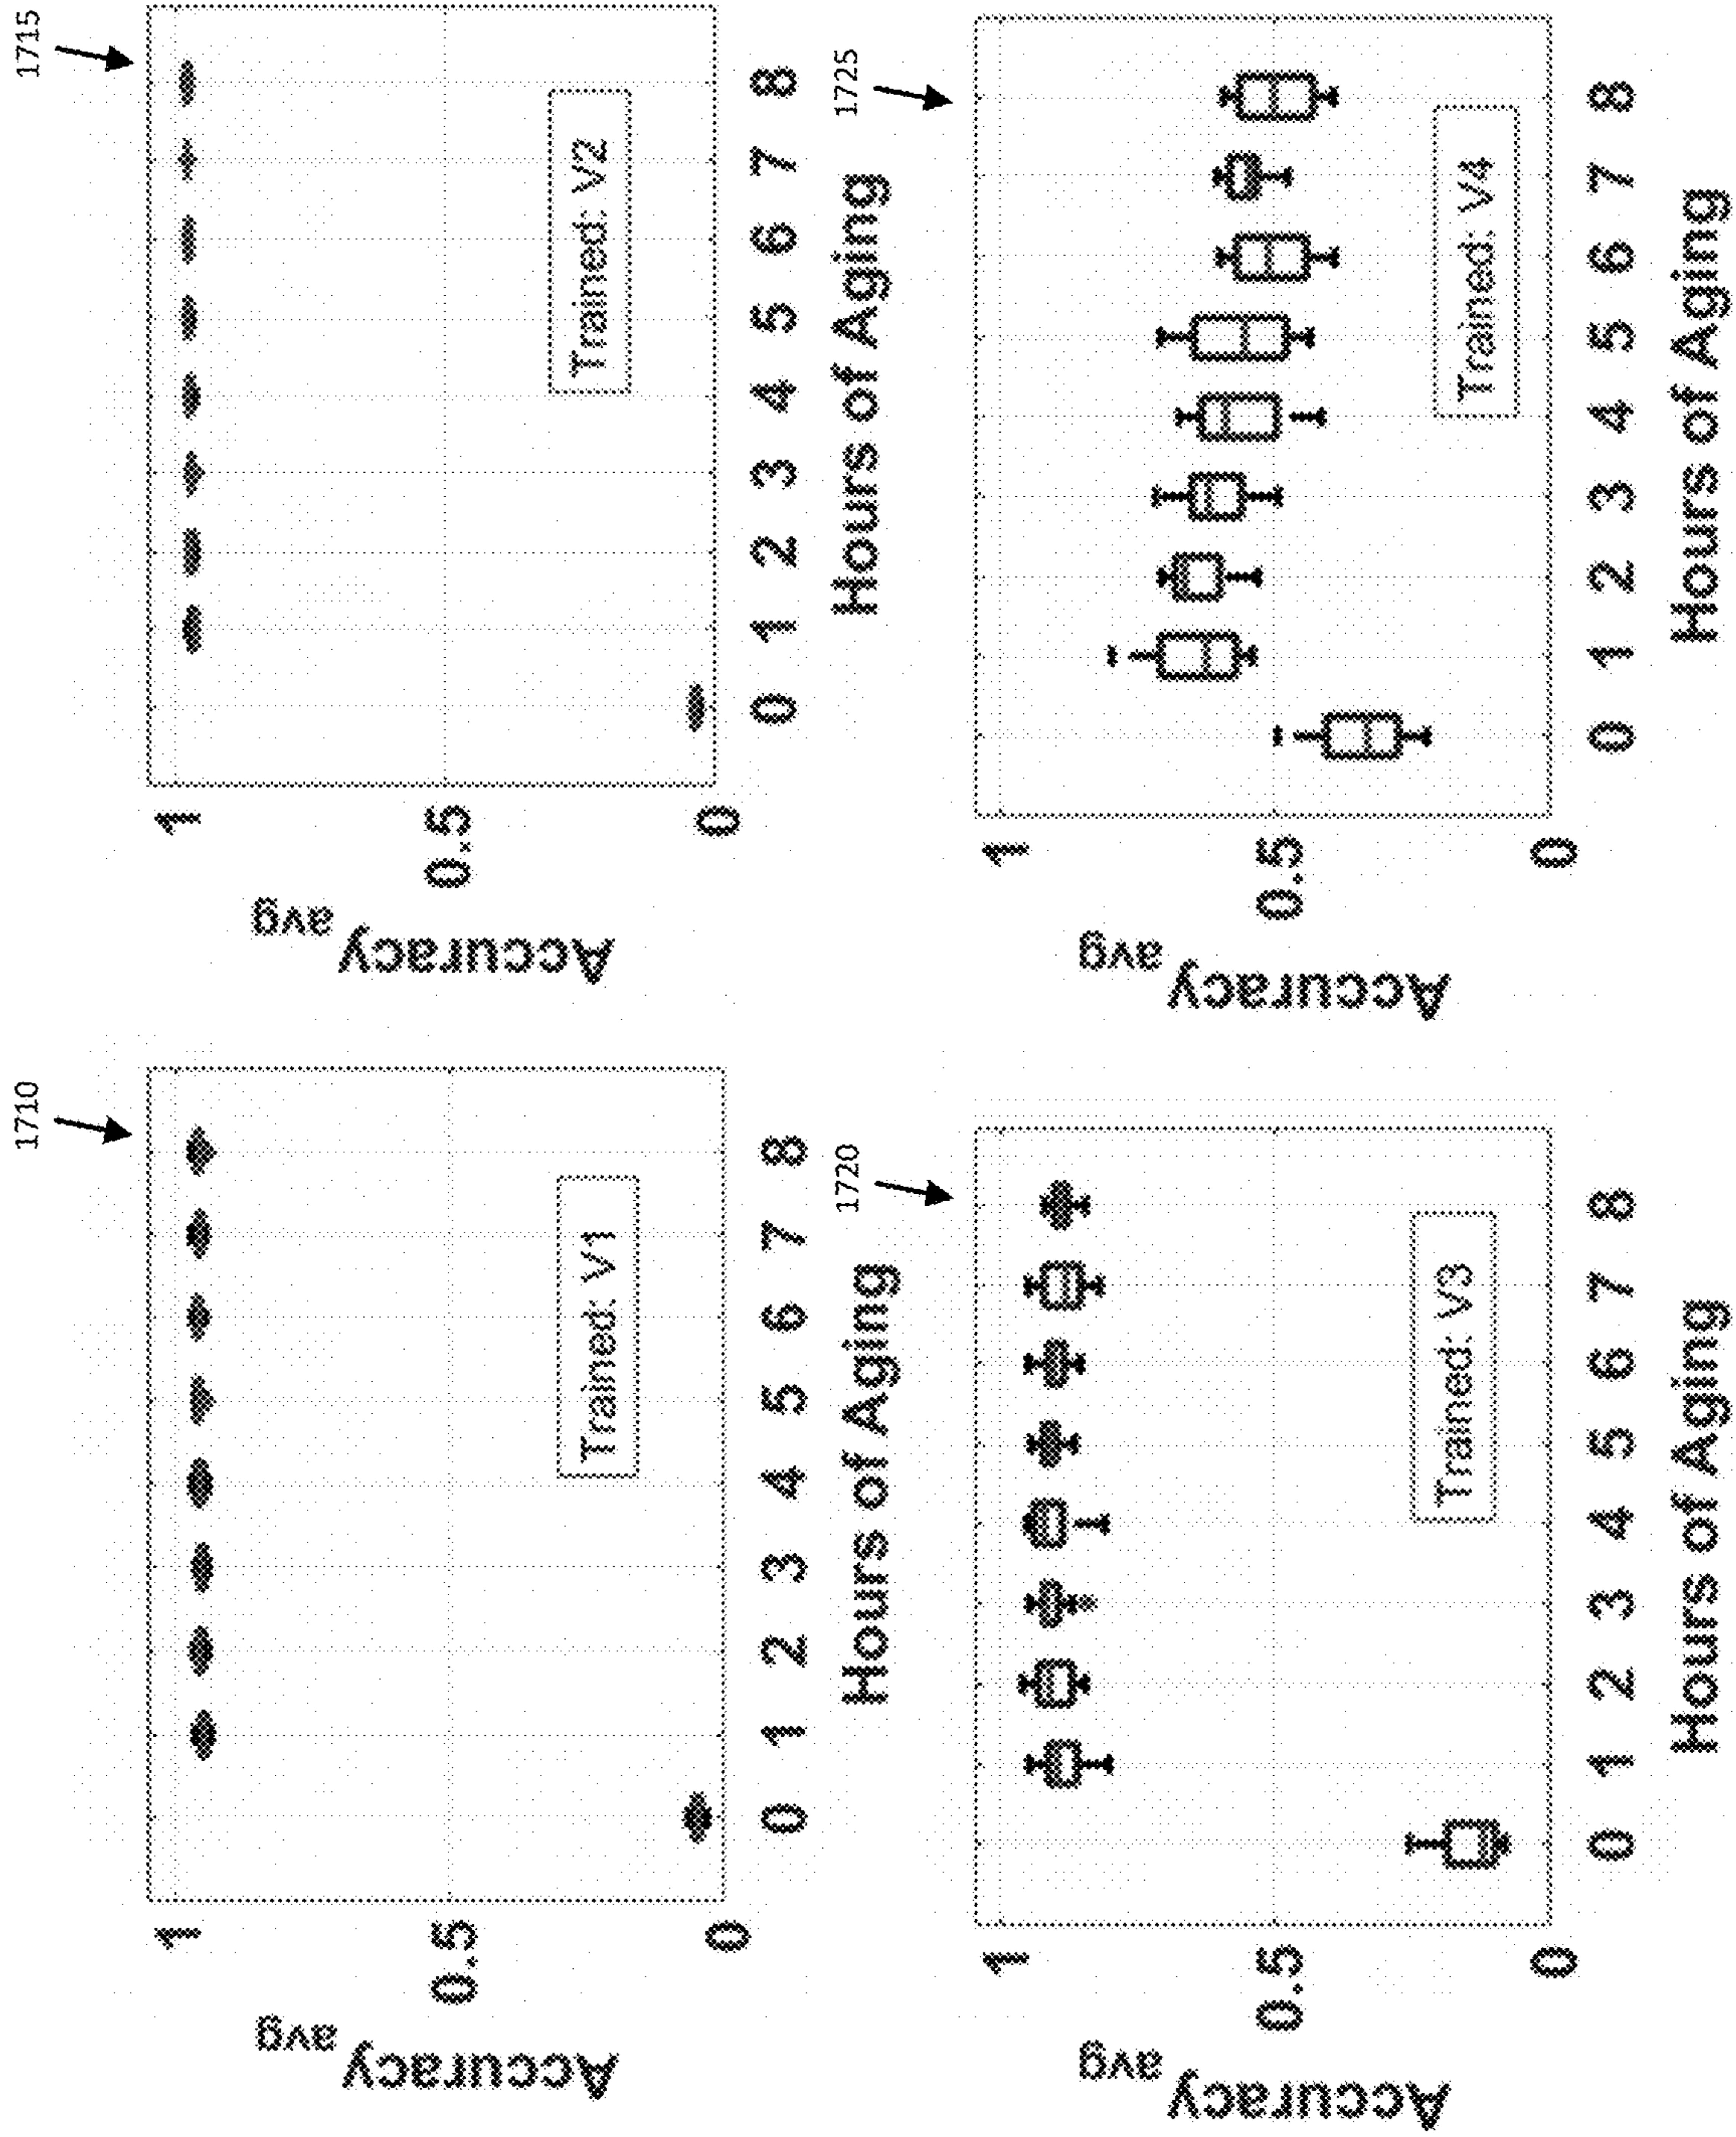 1710
1
0.5
0
Accuracy avg
Trained: V1
0 1 2 3 4 5 6 7 8
Hours of Aging
1715
1
0.5
0
Accuracy avg
Trained: V2
0 1 2 3 4 5 6 7 8
Hours of Aging
1720
1
0.5
0
Accuracy avg
Trained: V3
0 1 2 3 4 5 6 7 8
Hours of Aging
1725
1
0.5
0
Accuracy avg
Trained: V4
0 1 2 3 4 5 6 7 8
Hours of Aging